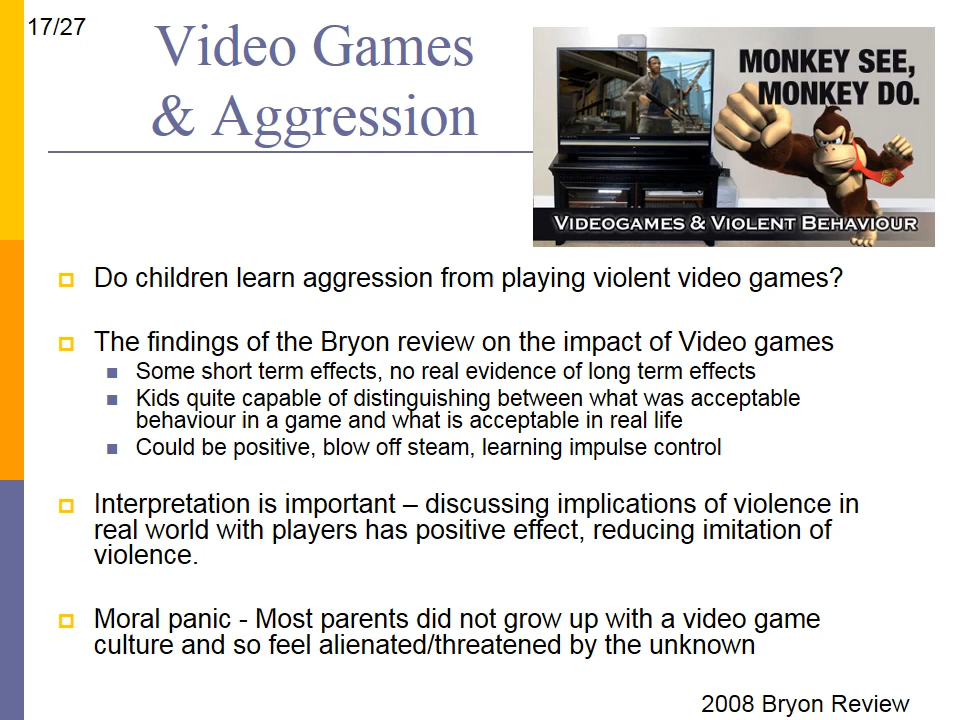 17/27
Video Games
& Aggression
MONKEY SEE,
MONKEY DO.
VIDEOGAMES & VIOLENT BEHAVIOUR
Do children learn aggression from playing violent video games?
The findings of the Bryon review on the impact of Video games
Some short term effects, no real evidence of long term effects
Kids quite capable of distinguishing between what was acceptable
behaviour in a game and what is acceptable in real life
Could be positive, blow off steam, learning impulse control
Interpretation is important – discussing implications of violence in
real world with players has positive effect, reducing imitation of
violence.
Moral panic - Most parents did not grow up with a video game
culture and so feel alienated/threatened by the unknown
2008 Bryon Review